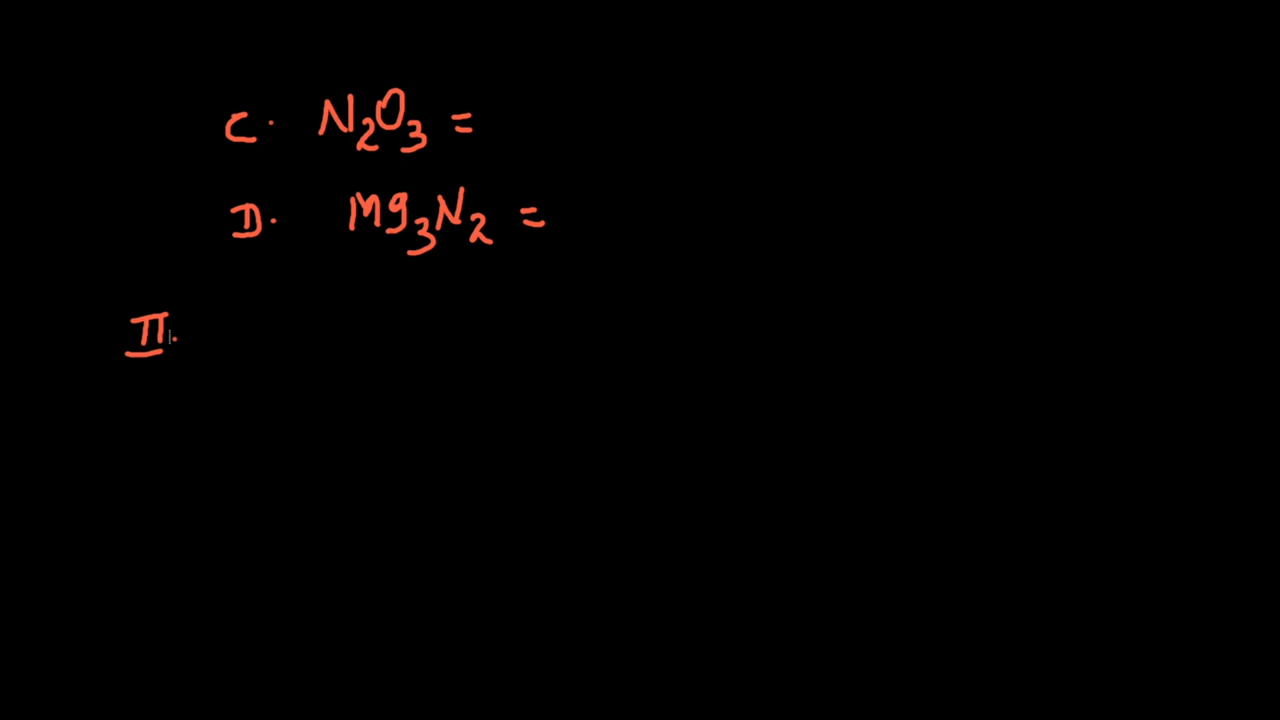 C. N₂O₃ =
D. Mg₃N₂ =
II.